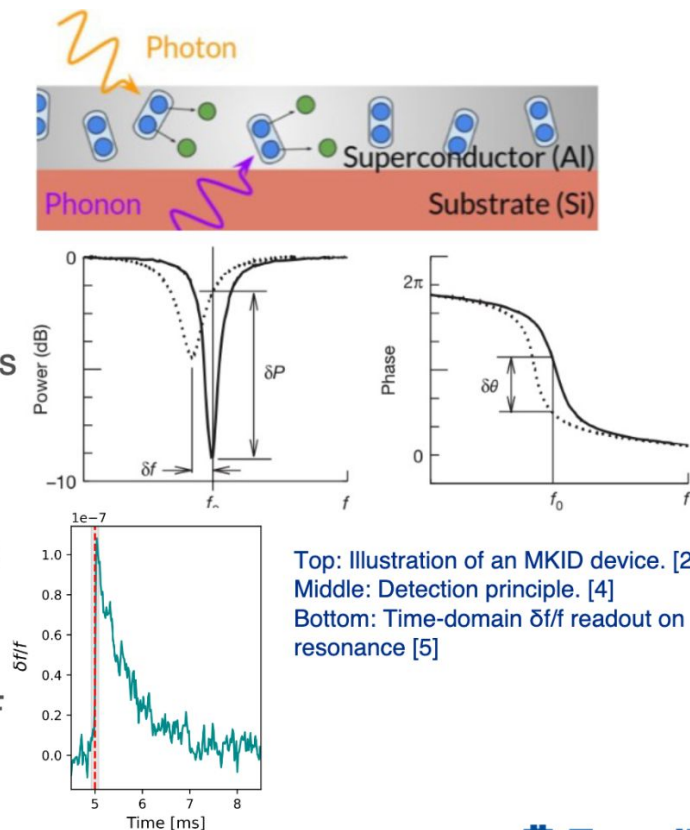 Photon
Superconductor (Al)
Phonon
Substrate (Si)
0
Power (dB)
δP
δf
-10
f
2π
Phase
δθ
0
f₀
f
1e−7
1.0
0.8
0.6
0.4
0.2
0.0
δf/f
5 6 7 8
Time [ms]
Top: Illustration of an MKID device. [2
Middle: Detection principle. [4]
Bottom: Time-domain δf/f readout on
resonance [5]